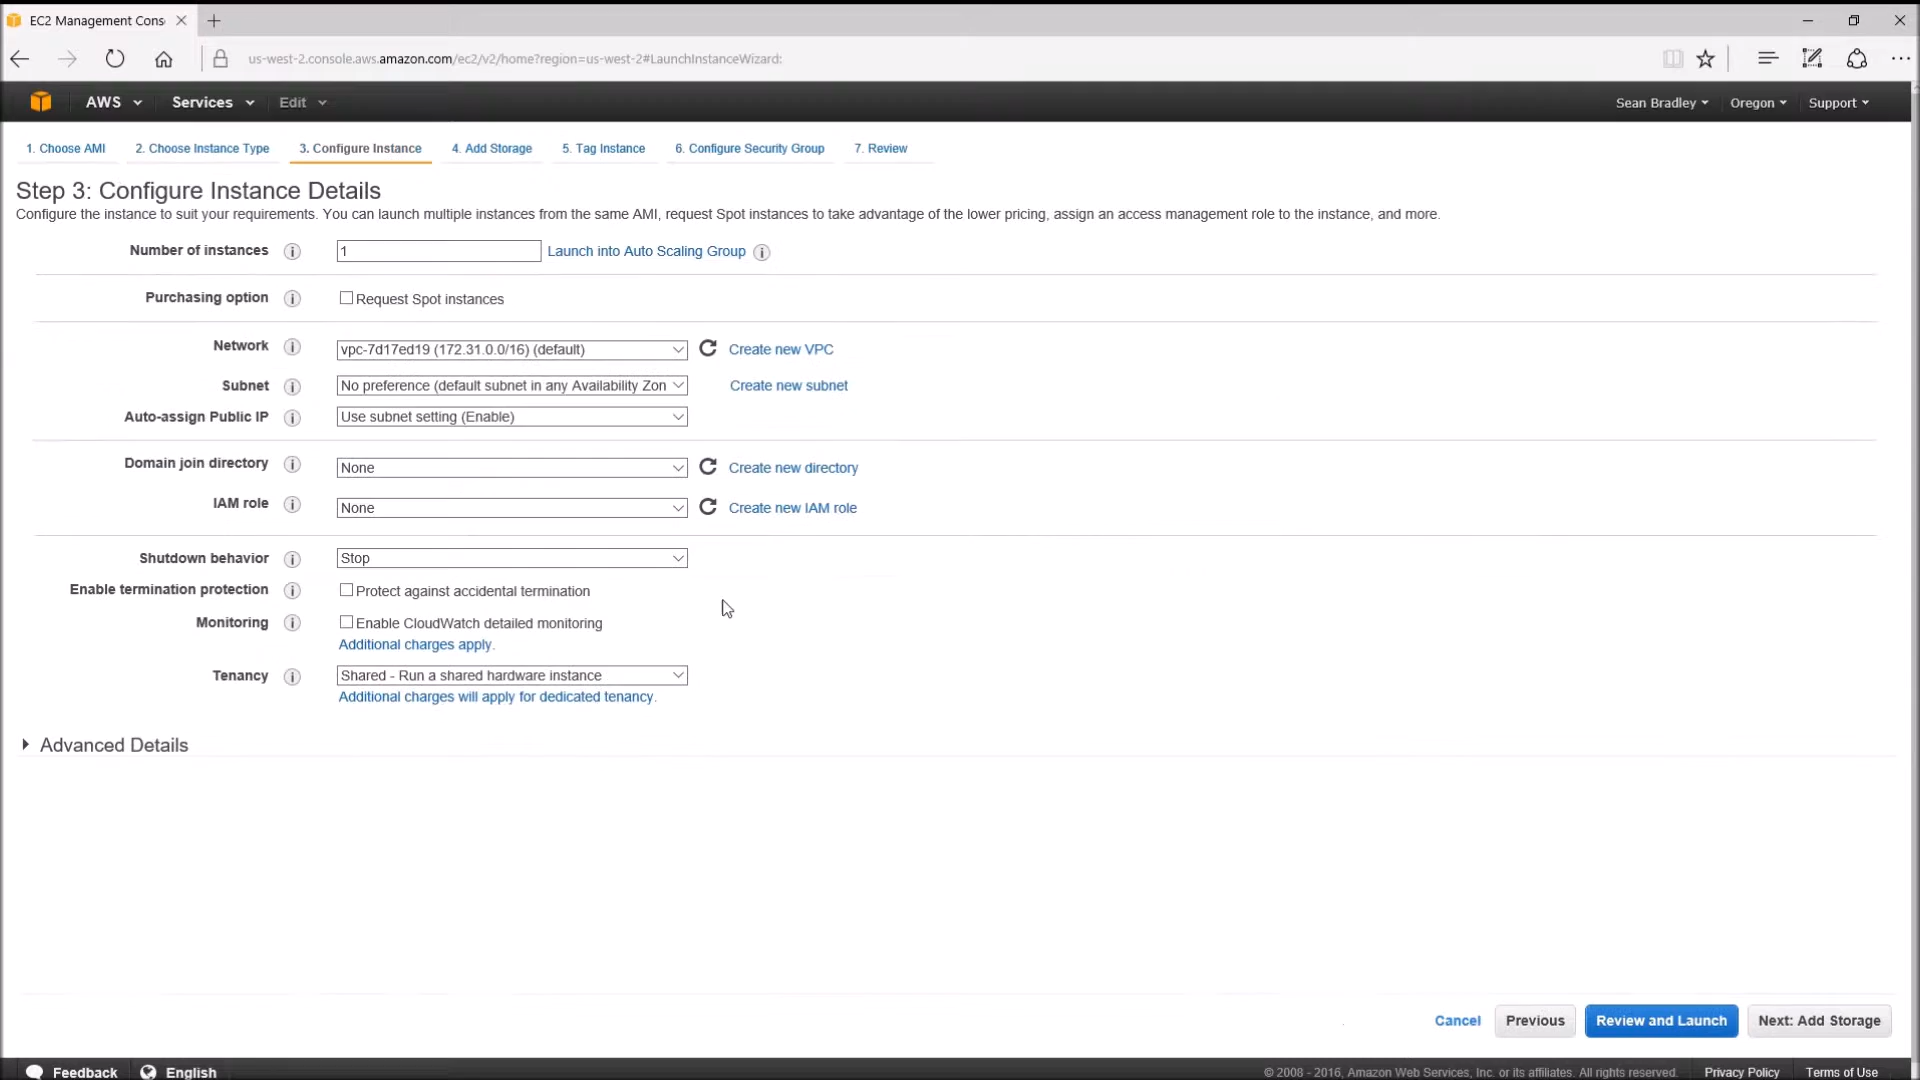 EC2 Management Cons
us-west-2.console.aws.amazon.com/ec2/v2/home?region=us-west-2#LaunchInstanceWizard:
AWS Services Edit Sean Bradley Oregon Support
1. Choose AMI 2. Choose Instance Type 3. Configure Instance 4. Add Storage 5. Tag Instance 6. Configure Security Group 7. Review
Step 3: Configure Instance Details
Configure the instance to suit your requirements. You can launch multiple instances from the same AMI, request Spot instances to take advantage of the lower pricing, assign an access management role to the instance, and more.
Number of instances 1 Launch into Auto Scaling Group
Purchasing option Request Spot instances
Network vpc-7d17ed19 (172.31.0.0/16) (default) Create new VPC
Subnet No preference (default subnet in any Availability Zon Create new subnet
Auto-assign Public IP Use subnet setting (Enable)
Domain join directory None Create new directory
IAM role None Create new IAM role
Shutdown behavior Stop
Enable termination protection Protect against accidental termination
Monitoring Enable CloudWatch detailed monitoring
Additional charges apply.
Tenancy Shared - Run a shared hardware instance
Additional charges will apply for dedicated tenancy.
Advanced Details
Cancel Previous Review and Launch Next: Add Storage
Feedback English © 2008 - 2016, Amazon Web Services, Inc. or its affiliates. All rights reserved. Privacy Policy Terms of Use